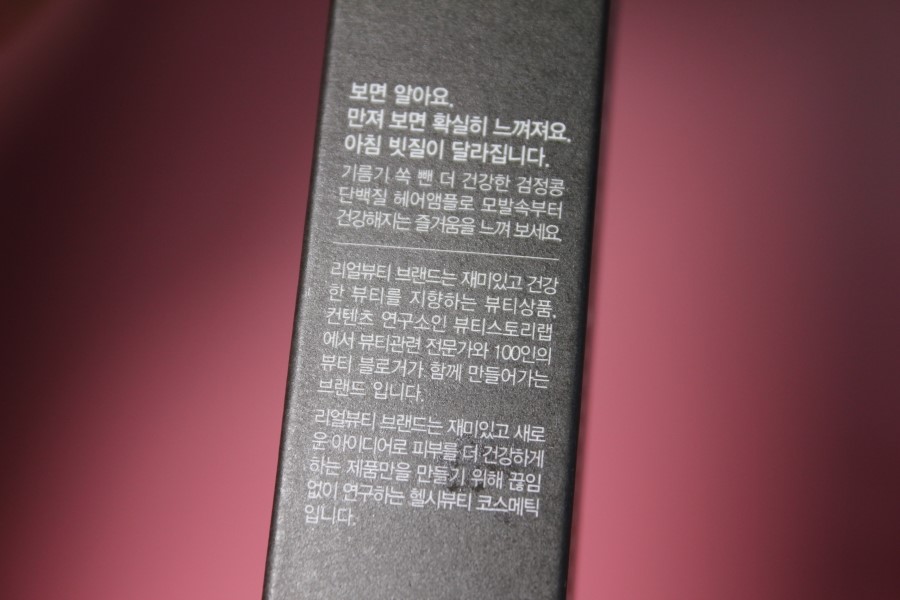 보면 알아요.
만져 보면 확실히 느껴져요.
아침 빗질이 달라집니다.
기름기 쏙 뺀 더 건강한 검정콩
단백질 헤어앰플로 모발속부터
건강해지는 즐거움을 느껴 보세요.
리얼뷰티 브랜드는 재미있고 건강
한 뷰티를 지향하는 뷰티상품,
컨텐츠 연구소인 뷰티스토리랩
에서 뷰티관련 전문가와 100인의
뷰티 블로거가 함께 만들어가는
브랜드 입니다.
리얼뷰티 브랜드는 재미있고 새로
운 아이디어로 피부를 더 건강하게
하는 제품만을 만들기 위해 끊임
없이 연구하는 헬시뷰티 코스메틱
입니다.